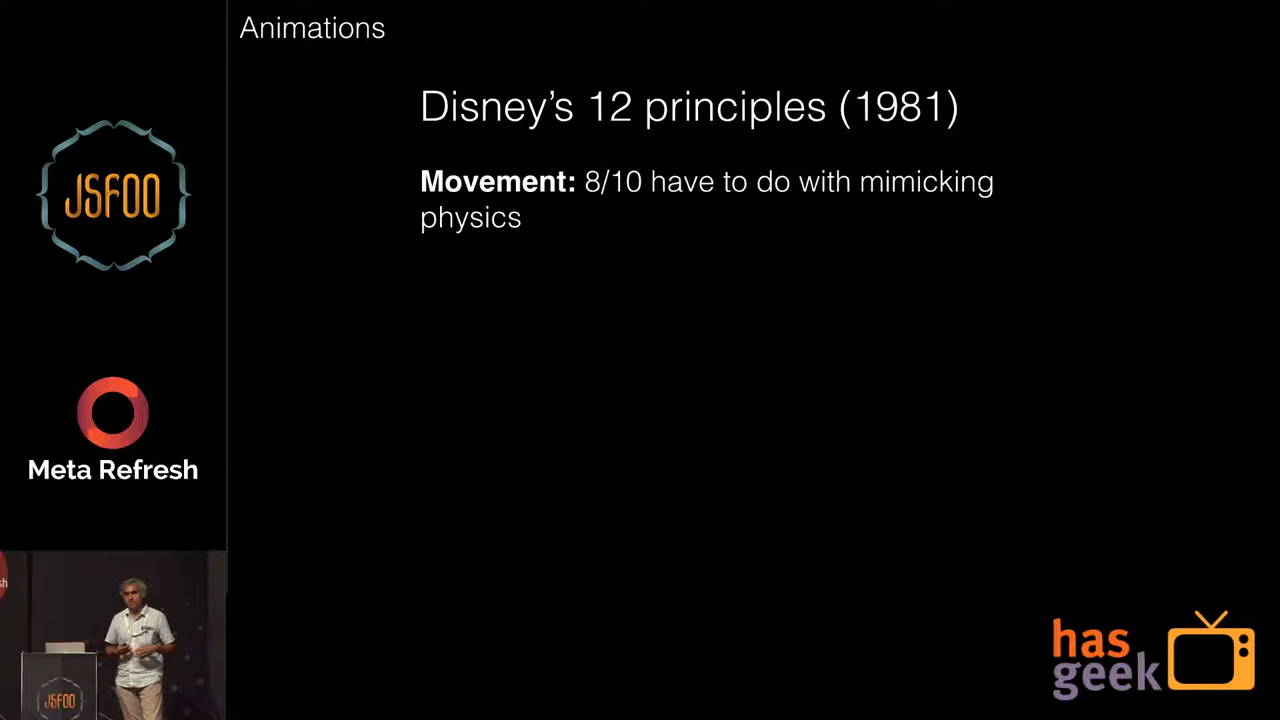 Animations
Disney's 12 principles (1981)
Movement: 8/10 have to do with mimicking
physics
JSFOO
Meta Refresh
sh
JSFOO
has
geek